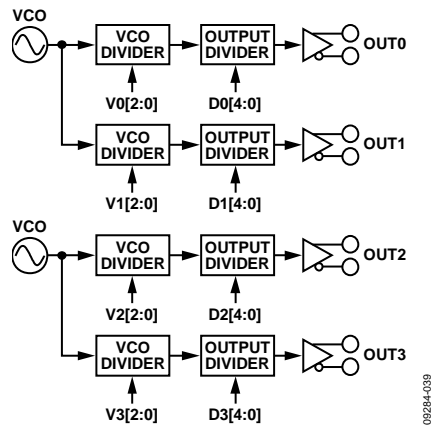 VCO
VCO DIVIDER
OUTPUT DIVIDER
OUT0
V0[2:0]
D0[4:0]
VCO DIVIDER
OUTPUT DIVIDER
OUT1
V1[2:0]
D1[4:0]
VCO
VCO DIVIDER
OUTPUT DIVIDER
OUT2
V2[2:0]
D2[4:0]
VCO DIVIDER
OUTPUT DIVIDER
OUT3
V3[2:0]
D3[4:0]
09284-039